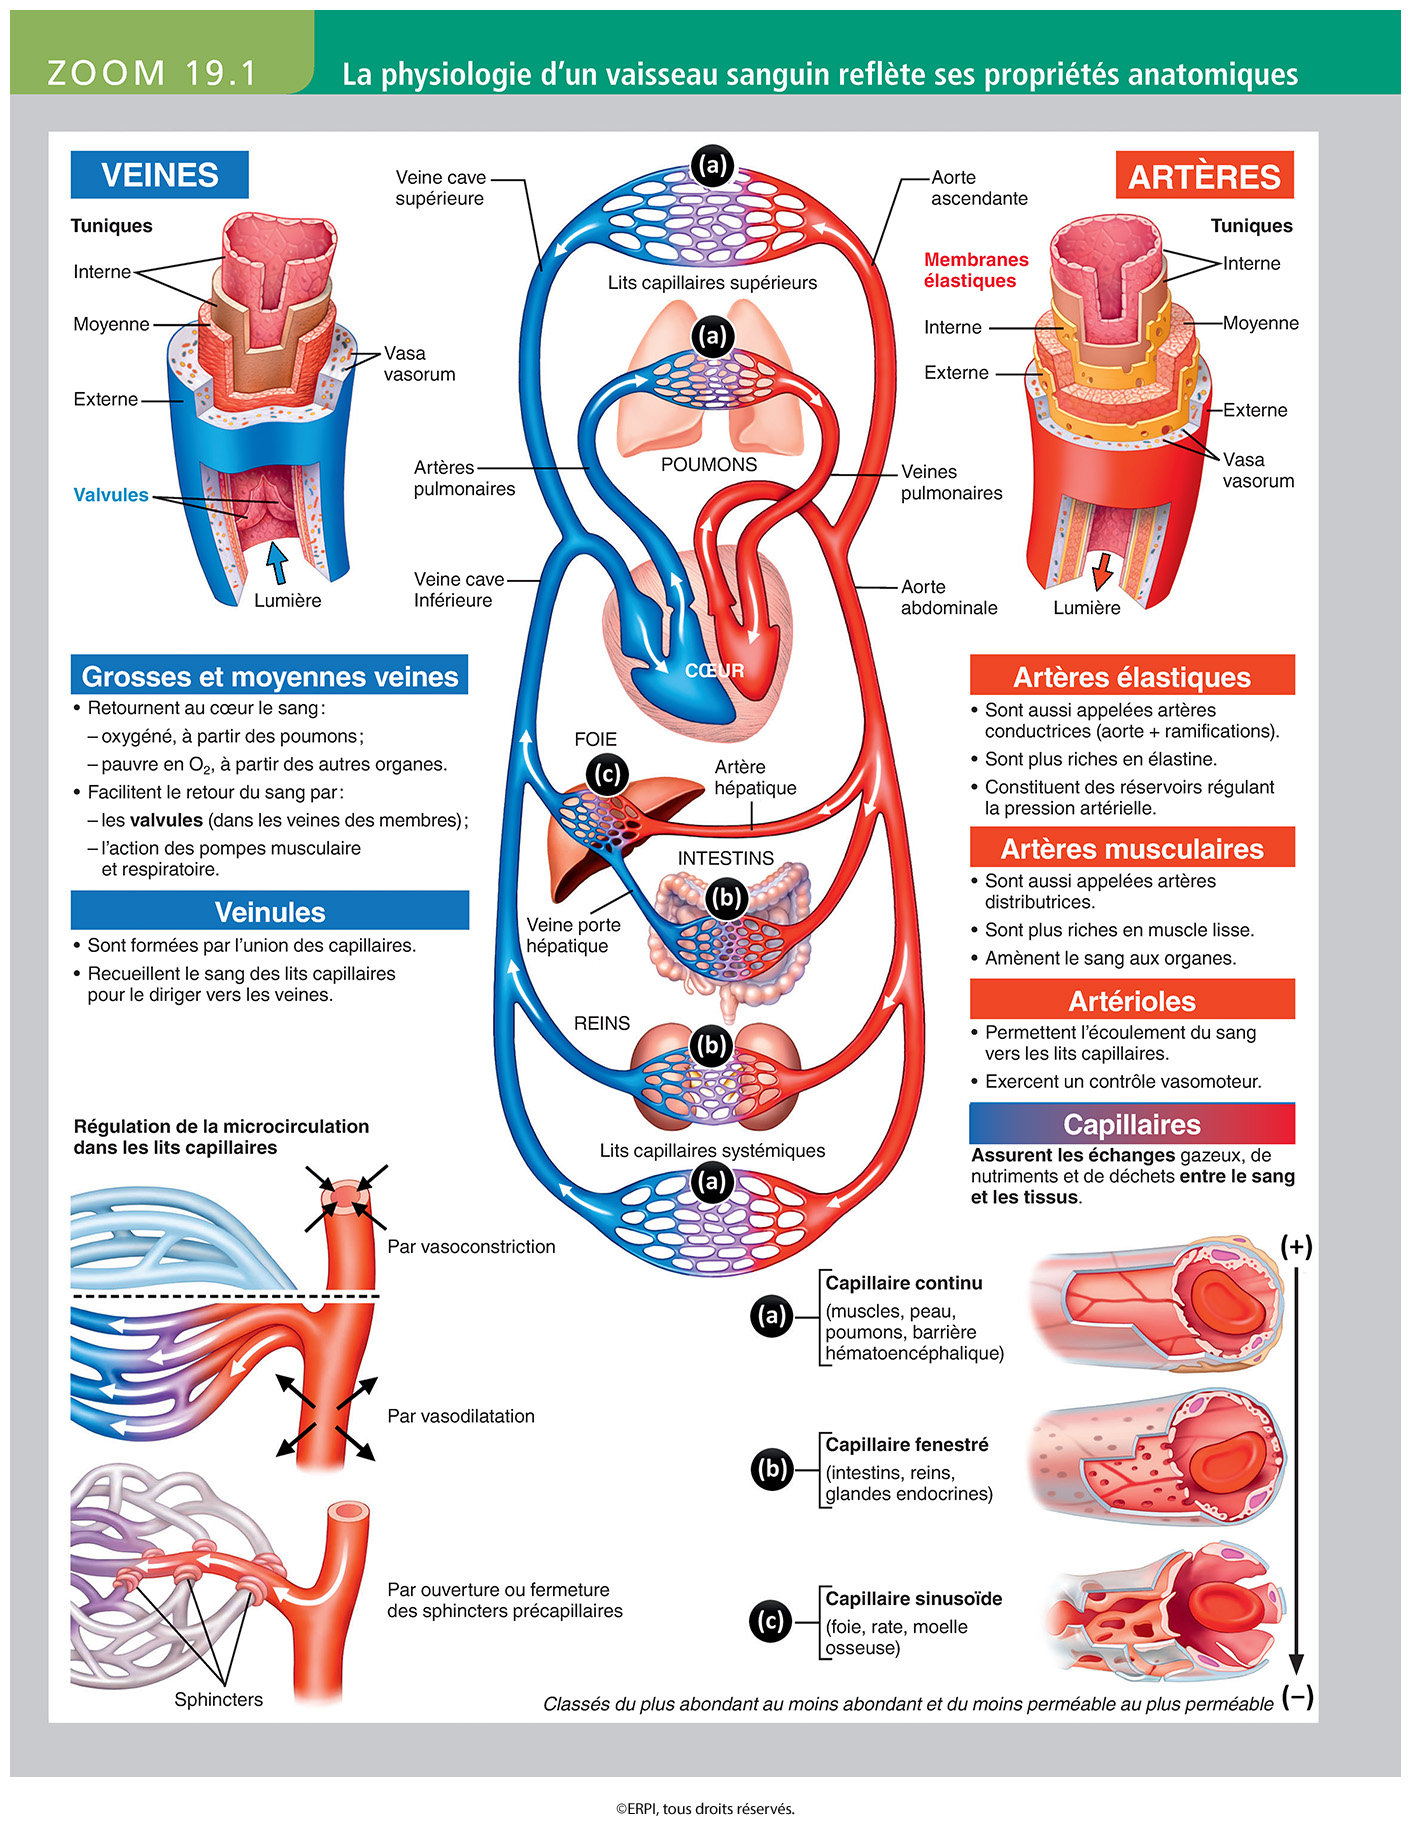 ZOOM 19.1
La physiologie d'un vaisseau sanguin reflète ses propriétés anatomiques
VEINES
Tuniques
Interne
Moyenne
Externe
Vasa
vasorum
Valvules
Lumière
Veine cave
supérieure
(a)
Aorte
ascendante
Lits capillaires supérieurs
(a)
POUMONS
Artères
pulmonaires
Veines
pulmonaires
Veine cave
Inférieure
Aorte
abdominale
CŒUR
ARTÈRES
Tuniques
Membranes
élastiques
Interne
Externe
Interne
Moyenne
Externe
Vasa
vasorum
Lumière
Grosses et moyennes veines
• Retournent au cœur le sang :
– oxygéné, à partir des poumons ;
– pauvre en O₂, à partir des autres organes.
• Facilitent le retour du sang par :
– les valvules (dans les veines des membres) ;
– l'action des pompes musculaire
et respiratoire.
Veinules
• Sont formées par l'union des capillaires.
• Recueillent le sang des lits capillaires
pour le diriger vers les veines.
FOIE
(c)
Artère
hépatique
INTESTINS
(b)
Veine porte
hépatique
REINS
(b)
Lits capillaires systémiques
(a)
Artères élastiques
• Sont aussi appelées artères
conductrices (aorte + ramifications).
• Sont plus riches en élastine.
• Constituent des réservoirs régulant
la pression artérielle.
Artères musculaires
• Sont aussi appelées artères
distributrices.
• Sont plus riches en muscle lisse.
• Amènent le sang aux organes.
Artérioles
• Permettent l'écoulement du sang
vers les lits capillaires.
• Exercent un contrôle vasomoteur.
Capillaires
Assurent les échanges gazeux, de
nutriments et de déchets entre le sang
et les tissus.
Régulation de la microcirculation
dans les lits capillaires
Par vasoconstriction
Par vasodilatation
Par ouverture ou fermeture
des sphincters précapillaires
Sphincters
(+)
(a)
Capillaire continu
(muscles, peau,
poumons, barrière
hématoencéphalique)
(b)
Capillaire fenestré
(intestins, reins,
glandes endocrines)
(c)
Capillaire sinusoïde
(foie, rate, moelle
osseuse)
(–)
Classés du plus abondant au moins abondant et du moins perméable au plus perméable
©ERPI, tous droits réservés.